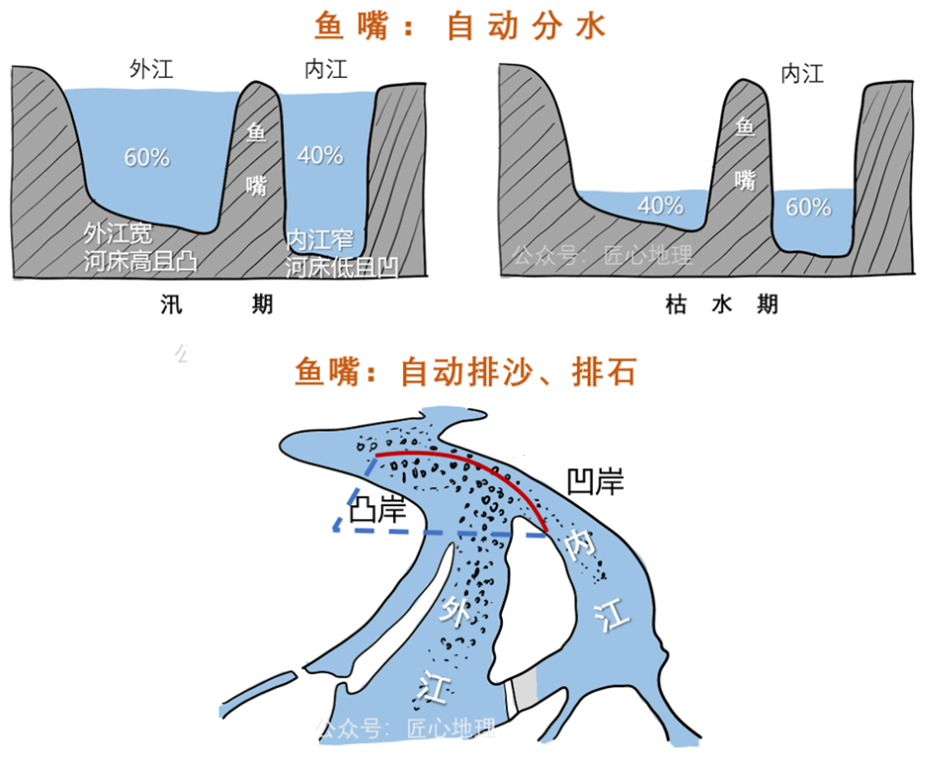 鱼嘴：自动分水
外江
内江
60%
鱼嘴
40%
外江宽
河床高且凸
内江窄
河床低且凹
汛期
内江
鱼嘴
40%
60%
公众号：匠心地理
枯水期
公
鱼嘴：自动排沙、排石
凹岸
凸岸
内江
外江
公众号：匠心地理